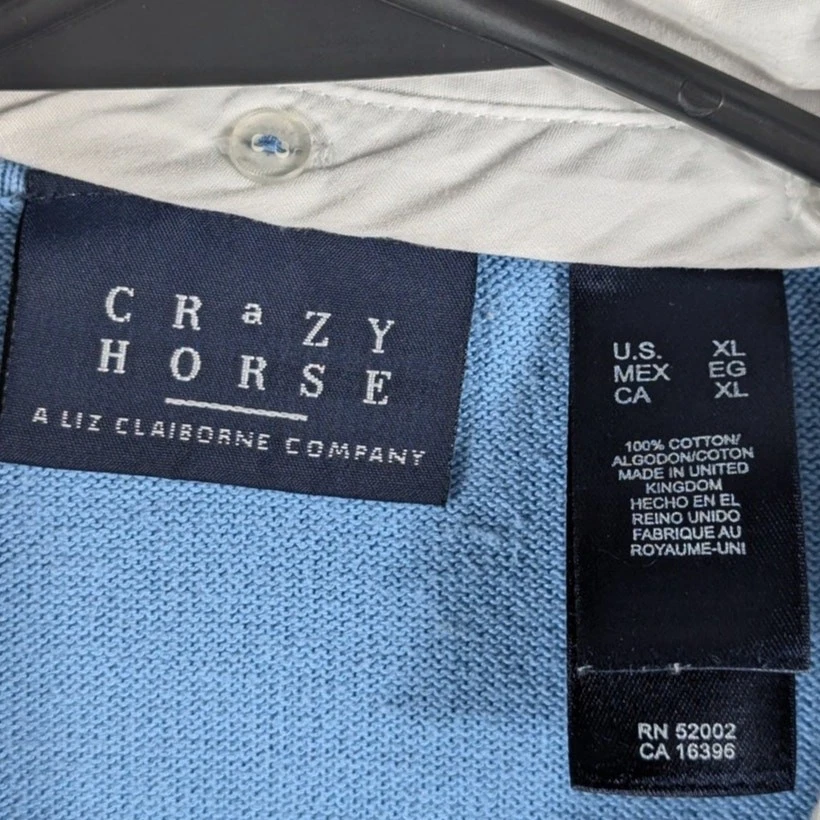 CRaZY
HORSE
A LIZ CLAIBORNE COMPANY
U.S. XL
MEX EG
CA XL
100% COTTON/
ALGODON/COTON
MADE IN UNITED
KINGDOM
HECHO EN EL
REINO UNIDO
FABRIQUE AU
ROYAUME-UNI
RN 52002
CA 16396